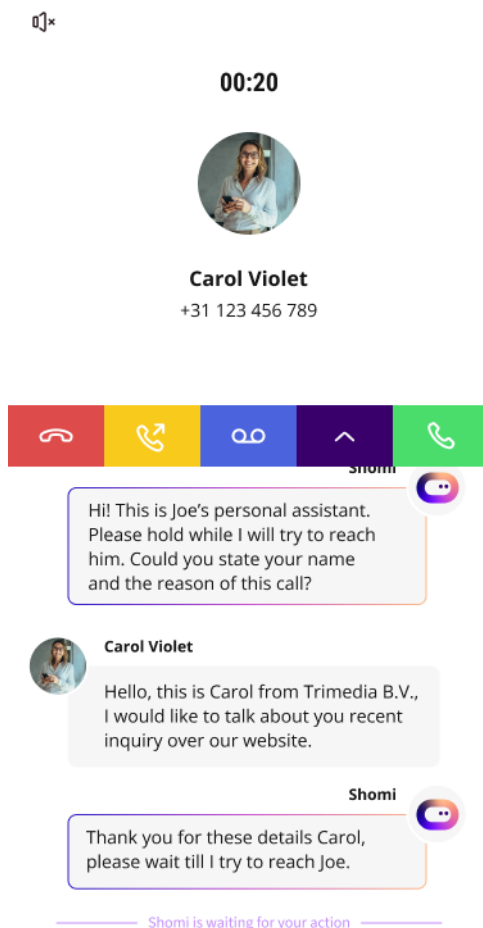 00:20
Carol Violet
+31 123 456 789
Shomi
Hi! This is Joe’s personal assistant.
Please hold while I will try to reach
him. Could you state your name
and the reason of this call?
Carol Violet
Hello, this is Carol from Trimedia B.V.,
I would like to talk about you recent
inquiry over our website.
Shomi
Thank you for these details Carol,
please wait till I try to reach Joe.
Shomi is waiting for your action